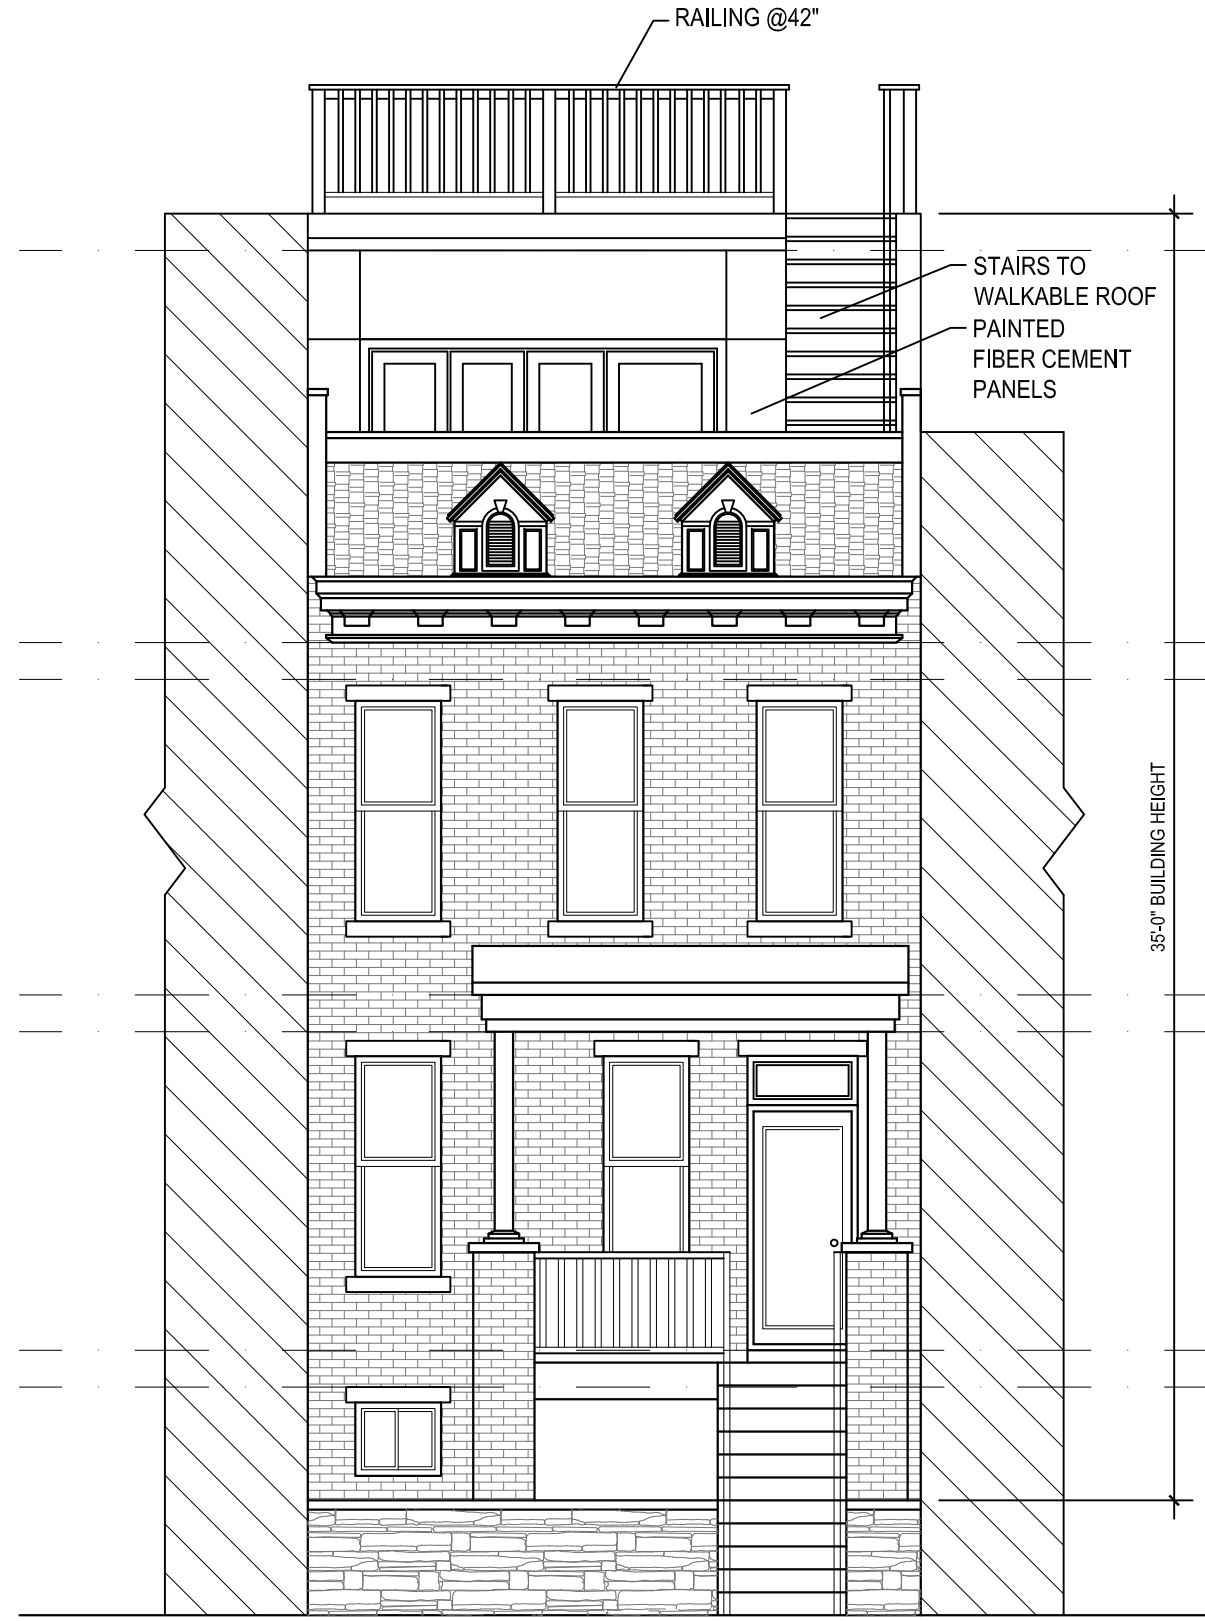 RAILING @42"
STAIRS TO
WALKABLE ROOF
PAINTED
FIBER CEMENT
PANELS
35'-0" BUILDING HEIGHT